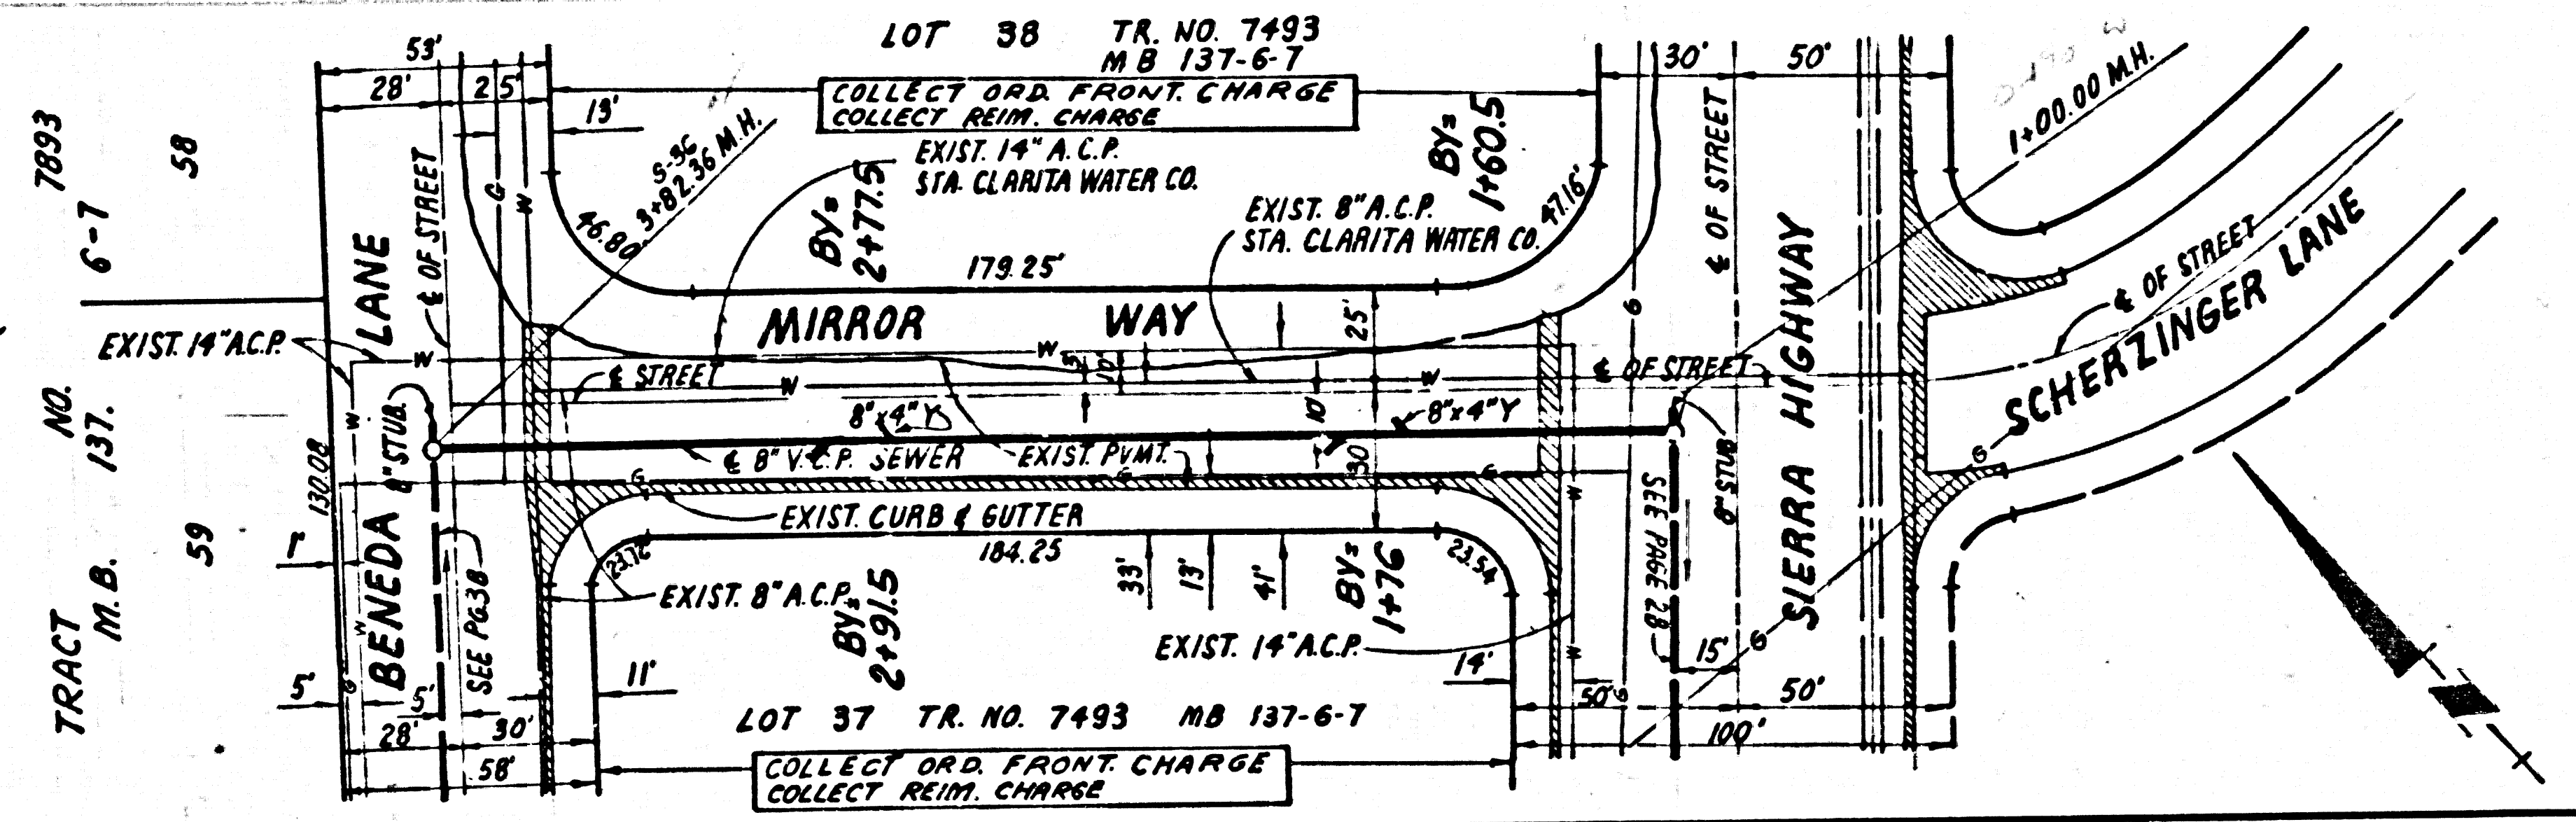 LOT 38 TR. NO. 7493
M B 137-6-7
COLLECT ORD. FRONT. CHARGE
COLLECT REIM. CHARGE
53'
28'
25'
13'
30'
50'
1+00.00 M.H.
S-36
3+82.36 M.H.
46.80
EXIST. 14" A.C.P.
STA. CLARITA WATER CO.
BY=
2+77.5
BY=
1+60.5
47.16'
EXIST. 8" A.C.P.
STA. CLARITA WATER CO.
179.25'
℄ OF STREET
℄ OF STREET
7893
6-7
58
LANE
EXIST. 14" A.C.P.
MIRROR WAY
25'
5'
10'
℄ STREET
℄ OF STREET
℄ OF STREET
SCHERZINGER LANE
SIERRA HIGHWAY
8" STUB.
8"x4"Y
8"x4"Y
10'
30
℄ 8" V.C.P. SEWER
EXIST. PVMT.
EXIST. CURB & GUTTER
8" STUB
SEE PAGE 28
NO.
137.
TRACT
M.B.
59
130.08
1'
BENEDA
SEE PG 38
23.72'
184.25
33'
13'
41'
23.54
EXIST. 8" A.C.P.
BY=
2+91.5
BY=
1+76
EXIST. 14" A.C.P.
5'
5'
11'
14'
15'
50'
50'
28'
30'
58'
100'
LOT 37 TR. NO. 7493 MB 137-6-7
COLLECT ORD. FRONT. CHARGE
COLLECT REIM. CHARGE
W
W
W
W
W
W
W
W
W
W
G
G
G
G
G
G
G
G
G